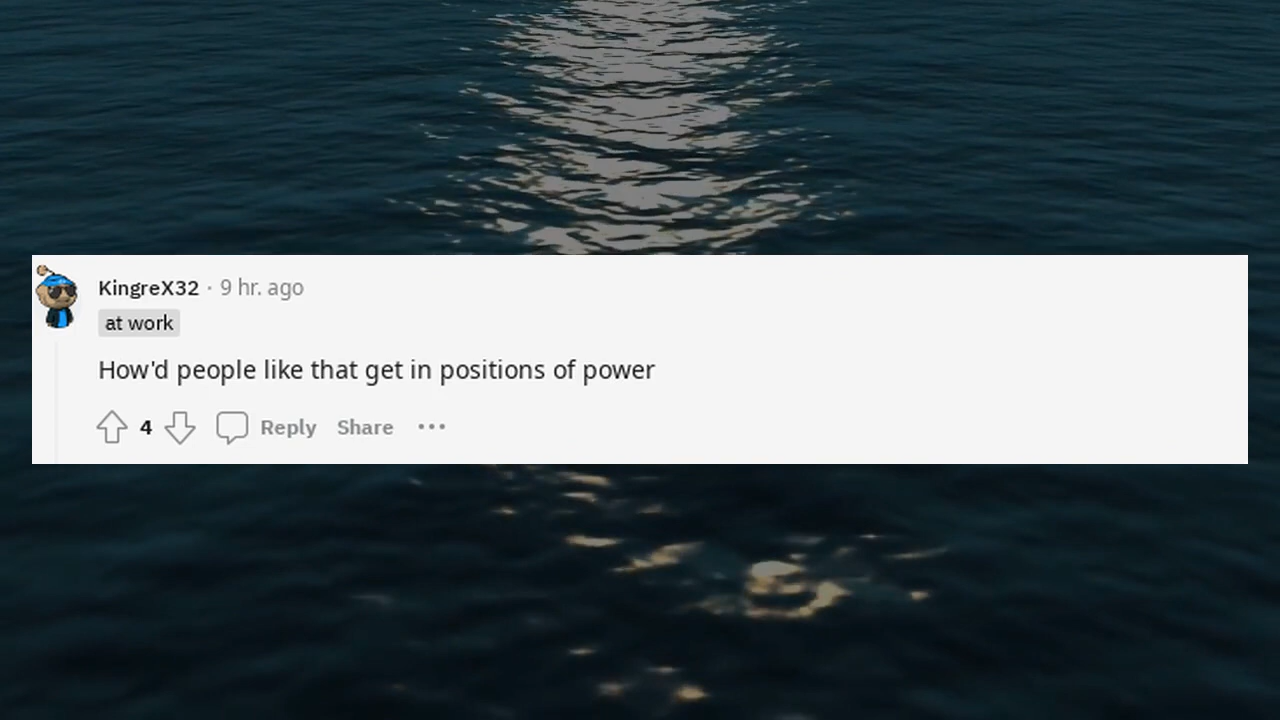 KingreX32 · 9 hr. ago
at work
How'd people like that get in positions of power
4 Reply Share ···